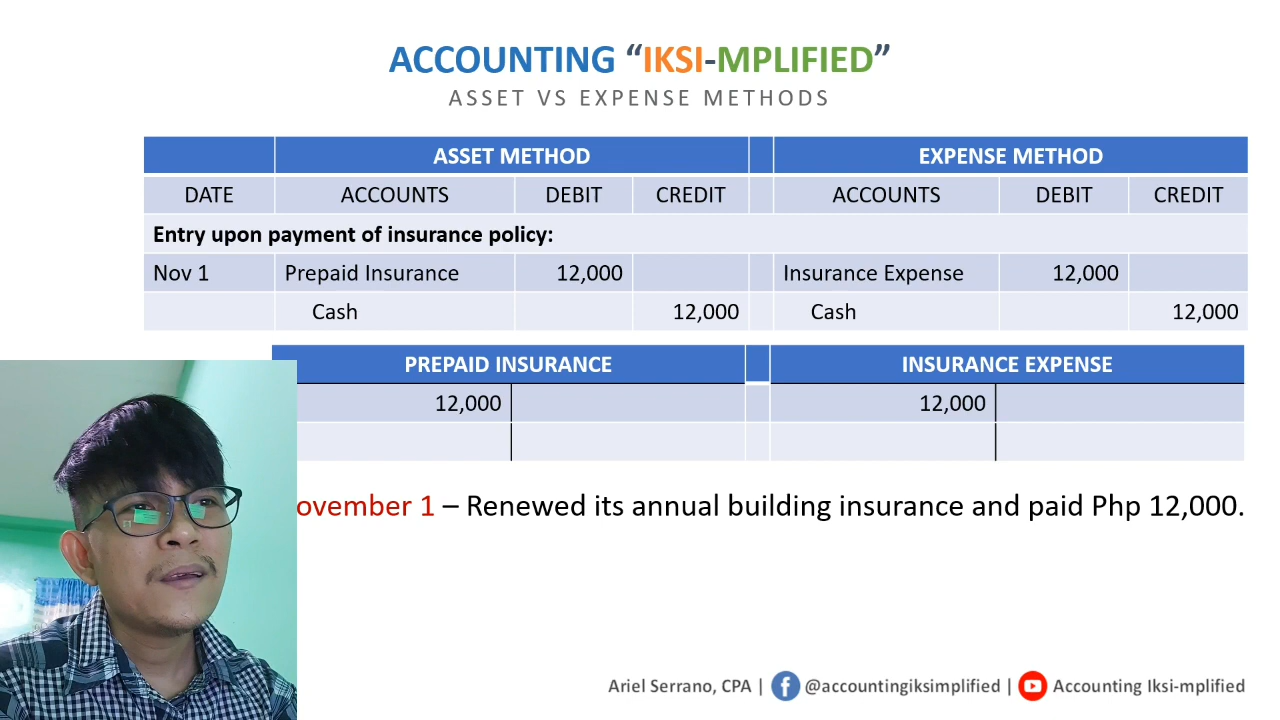 ACCOUNTING “IKSI-MPLIFIED”
ASSET VS EXPENSE METHODS
ASSET METHOD EXPENSE METHOD
DATE ACCOUNTS DEBIT CREDIT ACCOUNTS DEBIT CREDIT
Entry upon payment of insurance policy:
Nov 1 Prepaid Insurance 12,000 Insurance Expense 12,000
Cash 12,000 Cash 12,000
PREPAID INSURANCE INSURANCE EXPENSE
12,000 12,000
ovember 1 – Renewed its annual building insurance and paid Php 12,000.
Ariel Serrano, CPA | @accountingiksimplified | Accounting Iksi-mplified